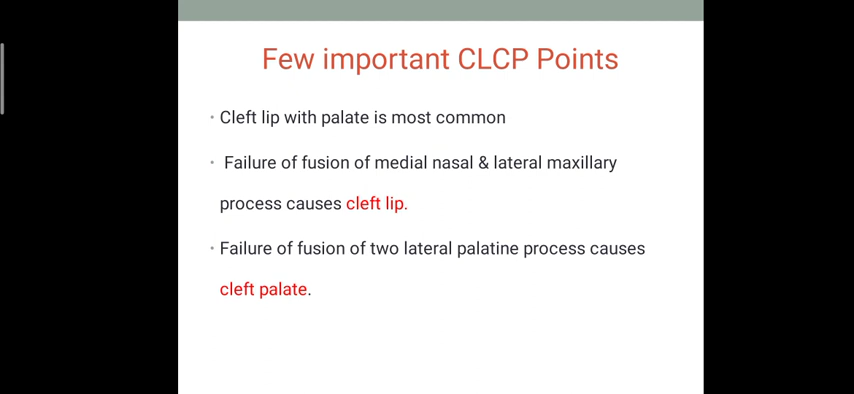 Few important CLCP Points
• Cleft lip with palate is most common
• Failure of fusion of medial nasal & lateral maxillary
process causes cleft lip.
• Failure of fusion of two lateral palatine process causes
cleft palate.